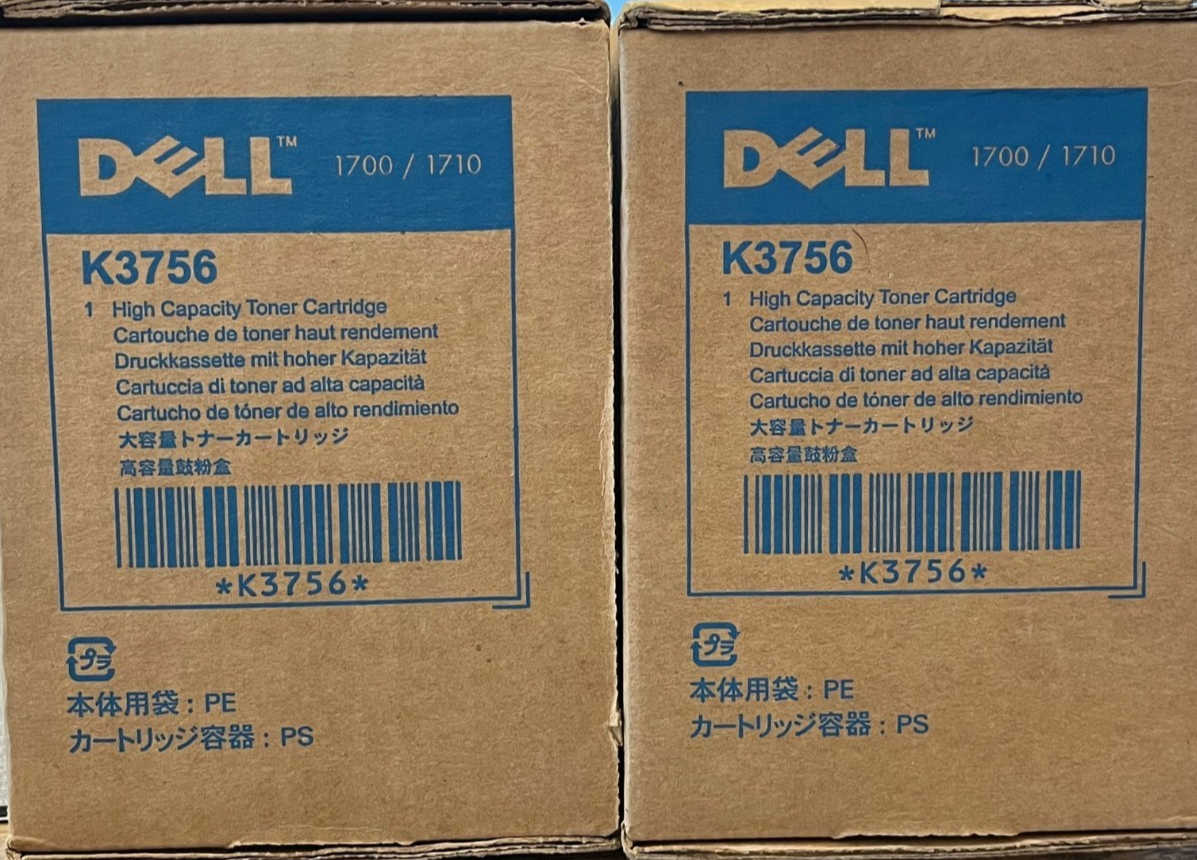 DELL™ 1700 / 1710
K3756
1 High Capacity Toner Cartridge
Cartouche de toner haut rendement
Druckkassette mit hoher Kapazität
Cartuccia di toner ad alta capacità
Cartucho de tóner de alto rendimiento
大容量トナーカートリッジ
高容量鼓粉盒
*K3756*
プラ
本体用袋 : PE
カートリッジ容器 : PS
DELL™ 1700 / 1710
K3756
1 High Capacity Toner Cartridge
Cartouche de toner haut rendement
Druckkassette mit hoher Kapazität
Cartuccia di toner ad alta capacità
Cartucho de tóner de alto rendimiento
大容量トナーカートリッジ
高容量鼓粉盒
*K3756*
プラ
本体用袋 : PE
カートリッジ容器 : PS